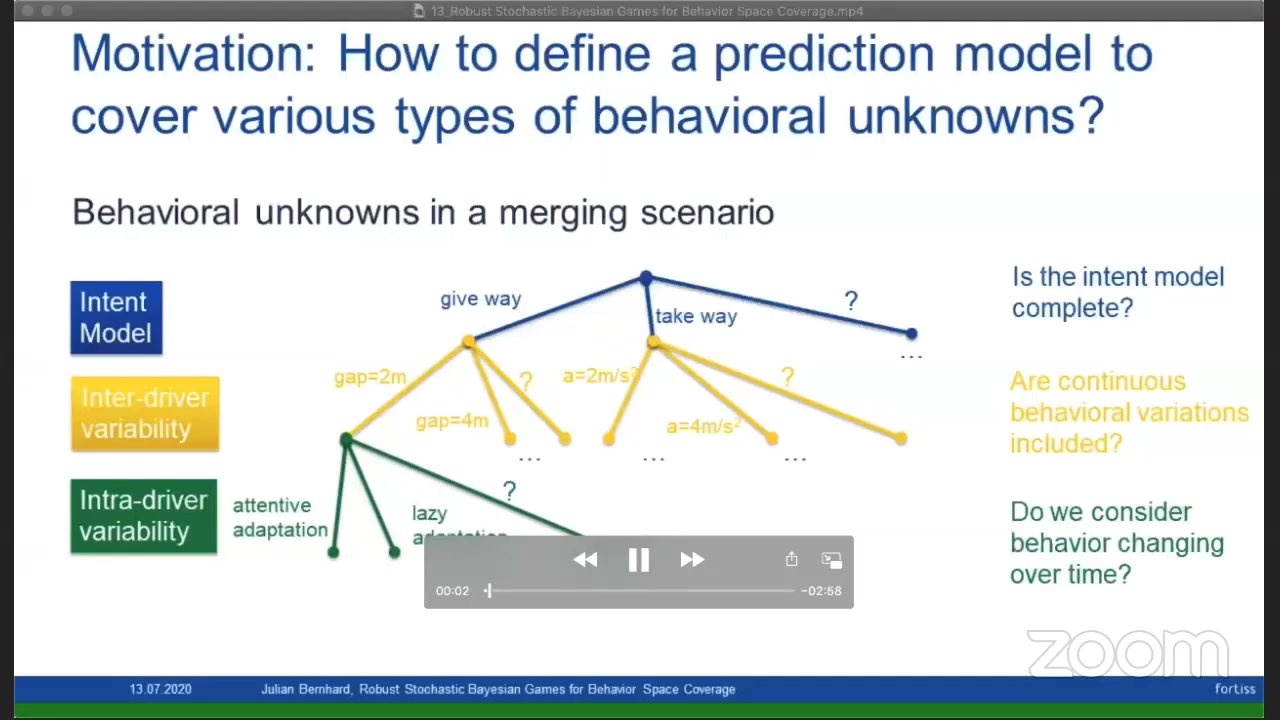 13_Robust Stochastic Bayesian Games for Behavior Space Coverage.mp4
Motivation: How to define a prediction model to
cover various types of behavioral unknowns?
Behavioral unknowns in a merging scenario
Intent
Model
give way
take way
?
...
Is the intent model
complete?
Inter-driver
variability
gap=2m
gap=4m
?
a=2m/s²
a=4m/s²
?
...
...
...
Are continuous
behavioral variations
included?
Intra-driver
variability
attentive
adaptation
lazy
adaptation
?
Do we consider
behavior changing
over time?
00:02
-02:58
zoom
13.07.2020
Julian Bernhard, Robust Stochastic Bayesian Games for Behavior Space Coverage
fortiss